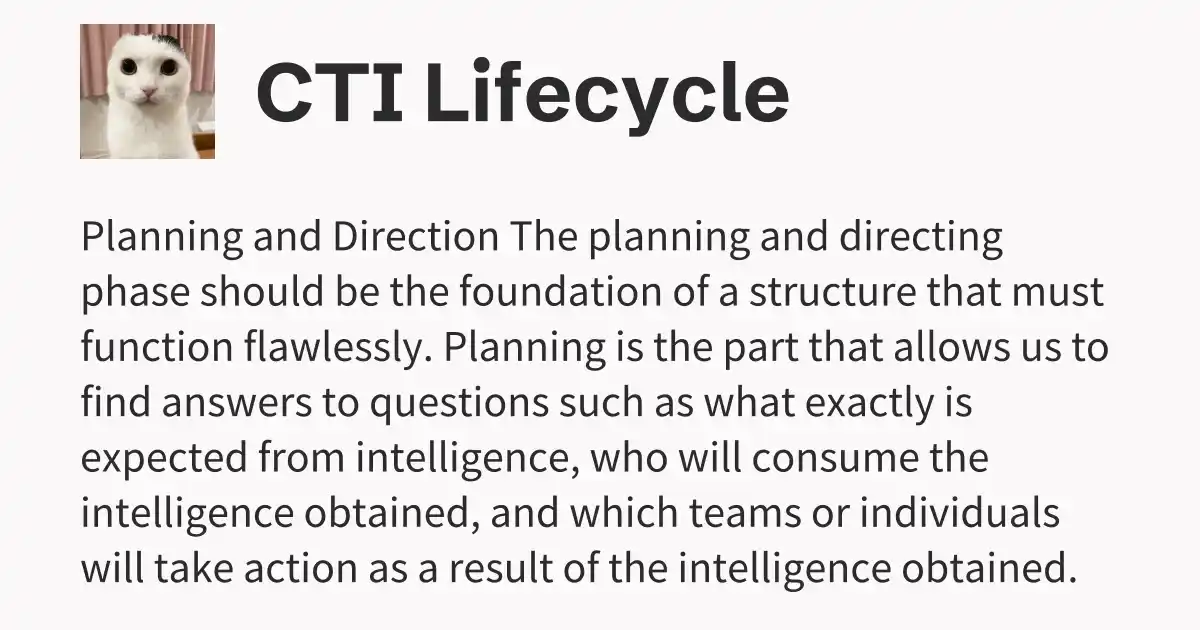 CTI Lifecycle
Planning and Direction The planning and directing
phase should be the foundation of a structure that must
function flawlessly. Planning is the part that allows us to
find answers to questions such as what exactly is
expected from intelligence, who will consume the
intelligence obtained, and which teams or individuals
will take action as a result of the intelligence obtained.